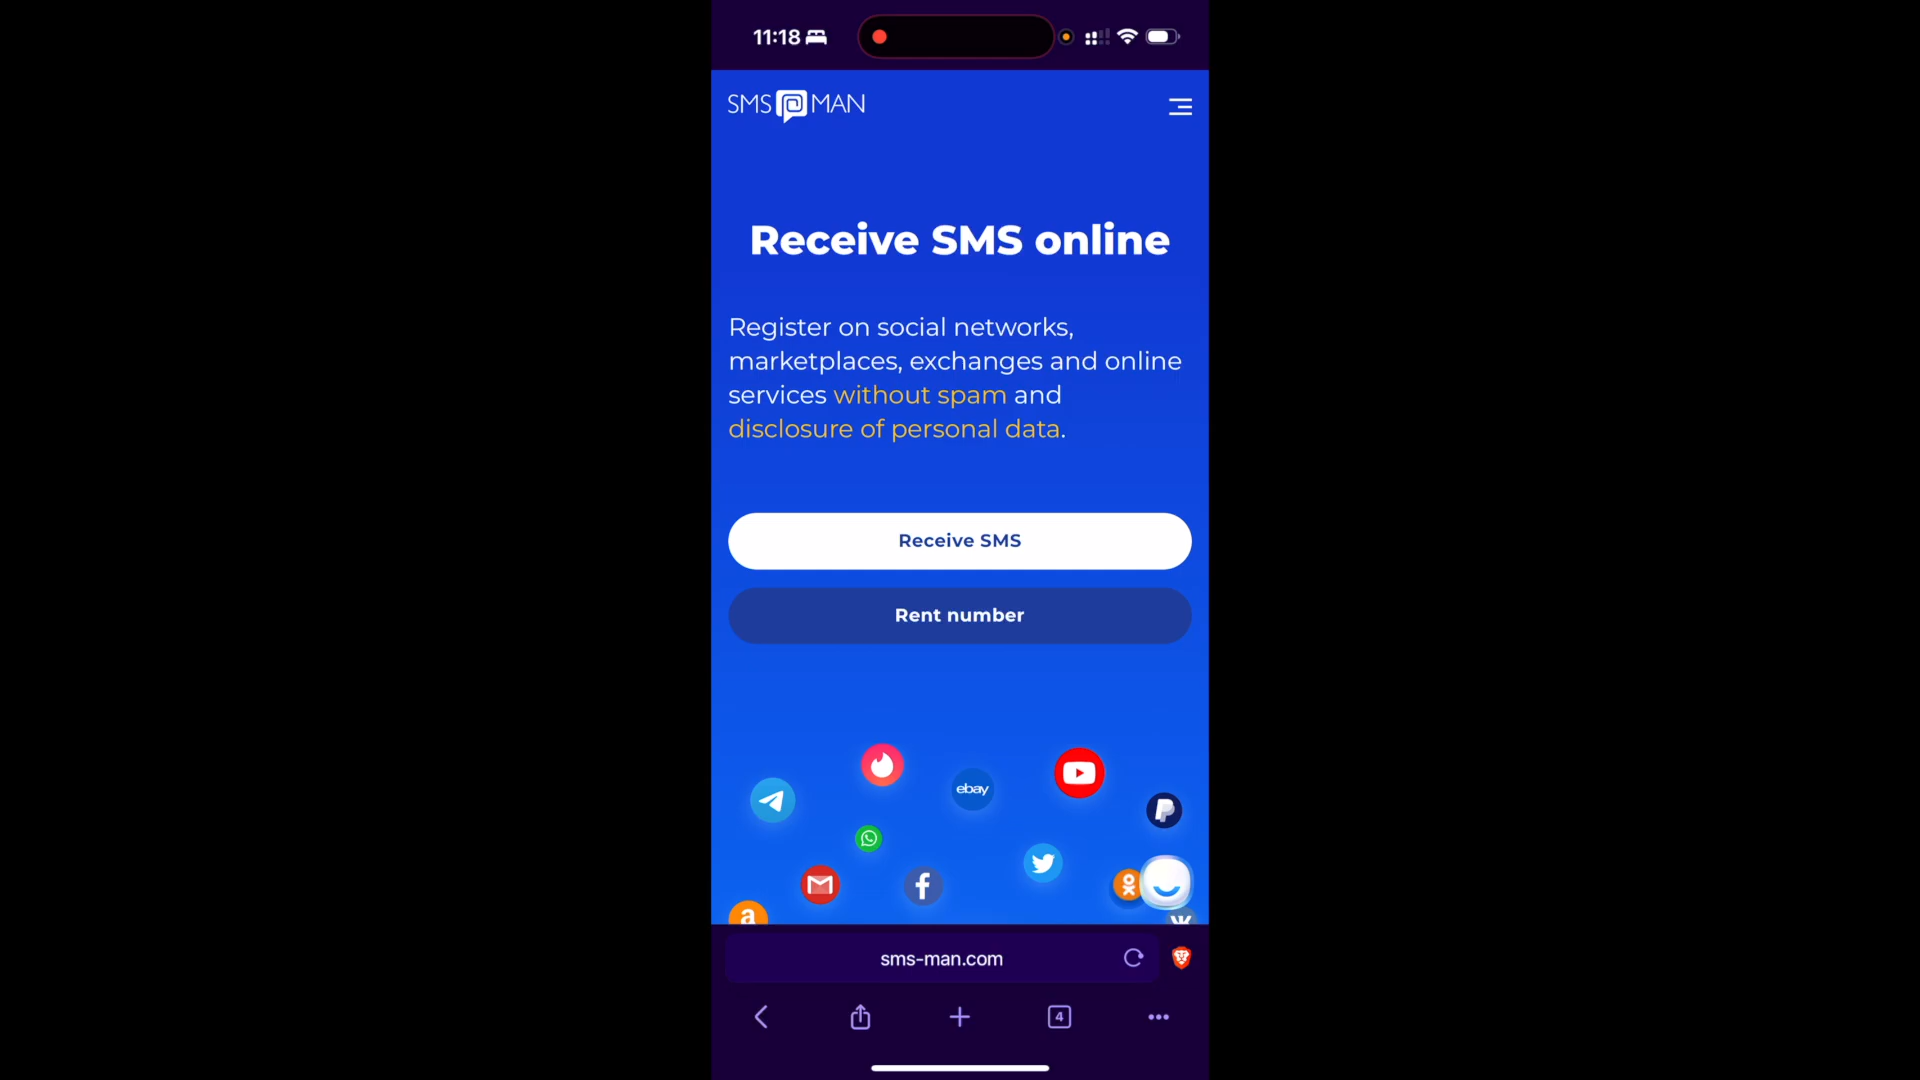 11:18
SMS MAN
Receive SMS online
Register on social networks,
marketplaces, exchanges and online
services without spam and
disclosure of personal data.
Receive SMS
Rent number
ebay
a
sms-man.com
4